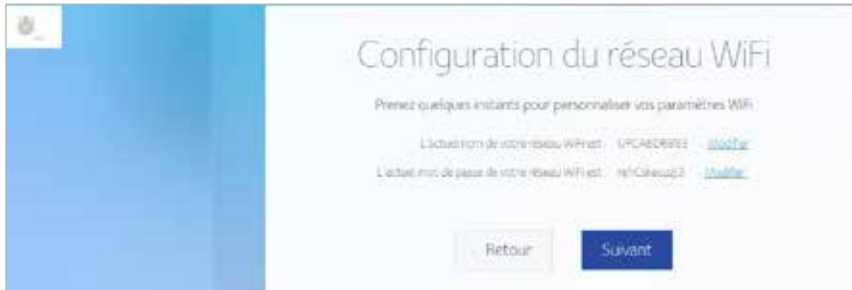 Configuration du réseau WiFi
Prenez quelques instants pour personnaliser vos paramètres WiFi
L'actuel nom de votre réseau WiFi est Modifier
L'actuel mot de passe de votre réseau WiFi est Modifier
Retour Suivant